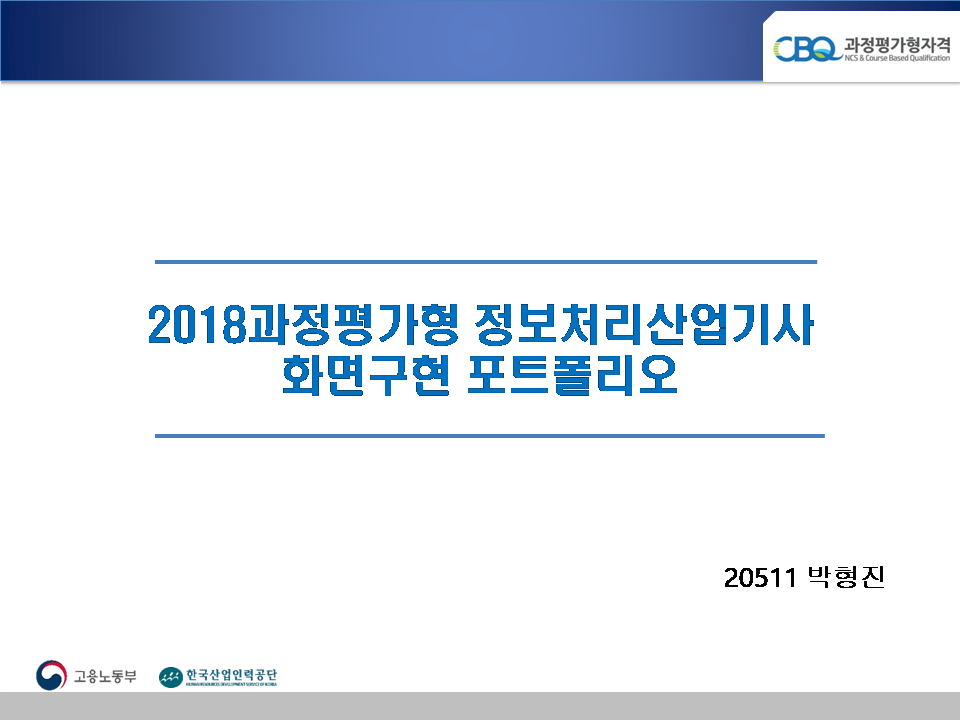 CBQ 과정평가형자격
NCS & Course Based Qualification
2018과정평가형 정보처리산업기사
화면구현 포트폴리오
20511 박형진
고용노동부
한국산업인력공단
HUMAN RESOURCES DEVELOPMENT SERVICE OF KOREA